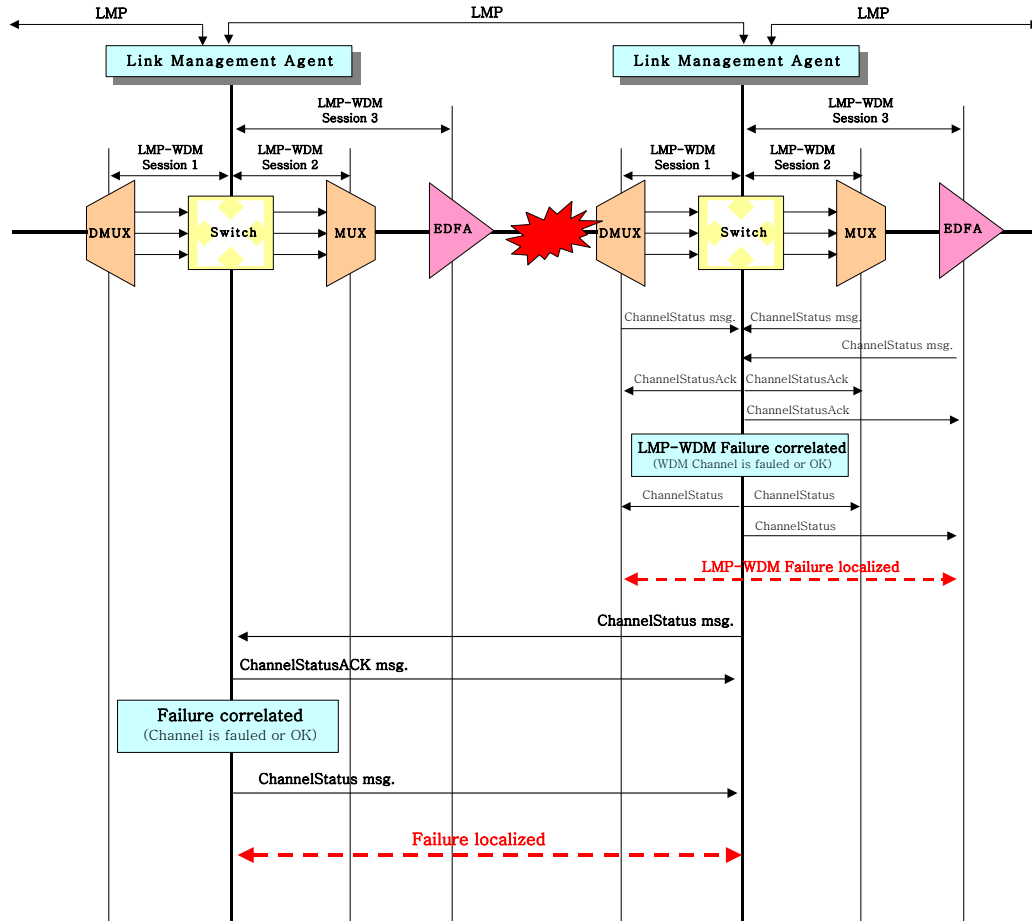 LMP
LMP
LMP
Link Management Agent
Link Management Agent
LMP-WDM
Session 3
LMP-WDM
Session 3
LMP-WDM
Session 1
LMP-WDM
Session 2
LMP-WDM
Session 1
LMP-WDM
Session 2
DMUX
Switch
MUX
EDFA
DMUX
Switch
MUX
EDFA
ChannelStatus msg.
ChannelStatus msg.
ChannelStatus msg.
ChannelStatusAck
ChannelStatusAck
ChannelStatusAck
LMP-WDM Failure correlated
(WDM Channel is fauled or OK)
ChannelStatus
ChannelStatus
ChannelStatus
LMP-WDM Failure localized
ChannelStatus msg.
ChannelStatusACK msg.
Failure correlated
(Channel is fauled or OK)
ChannelStatus msg.
Failure localized